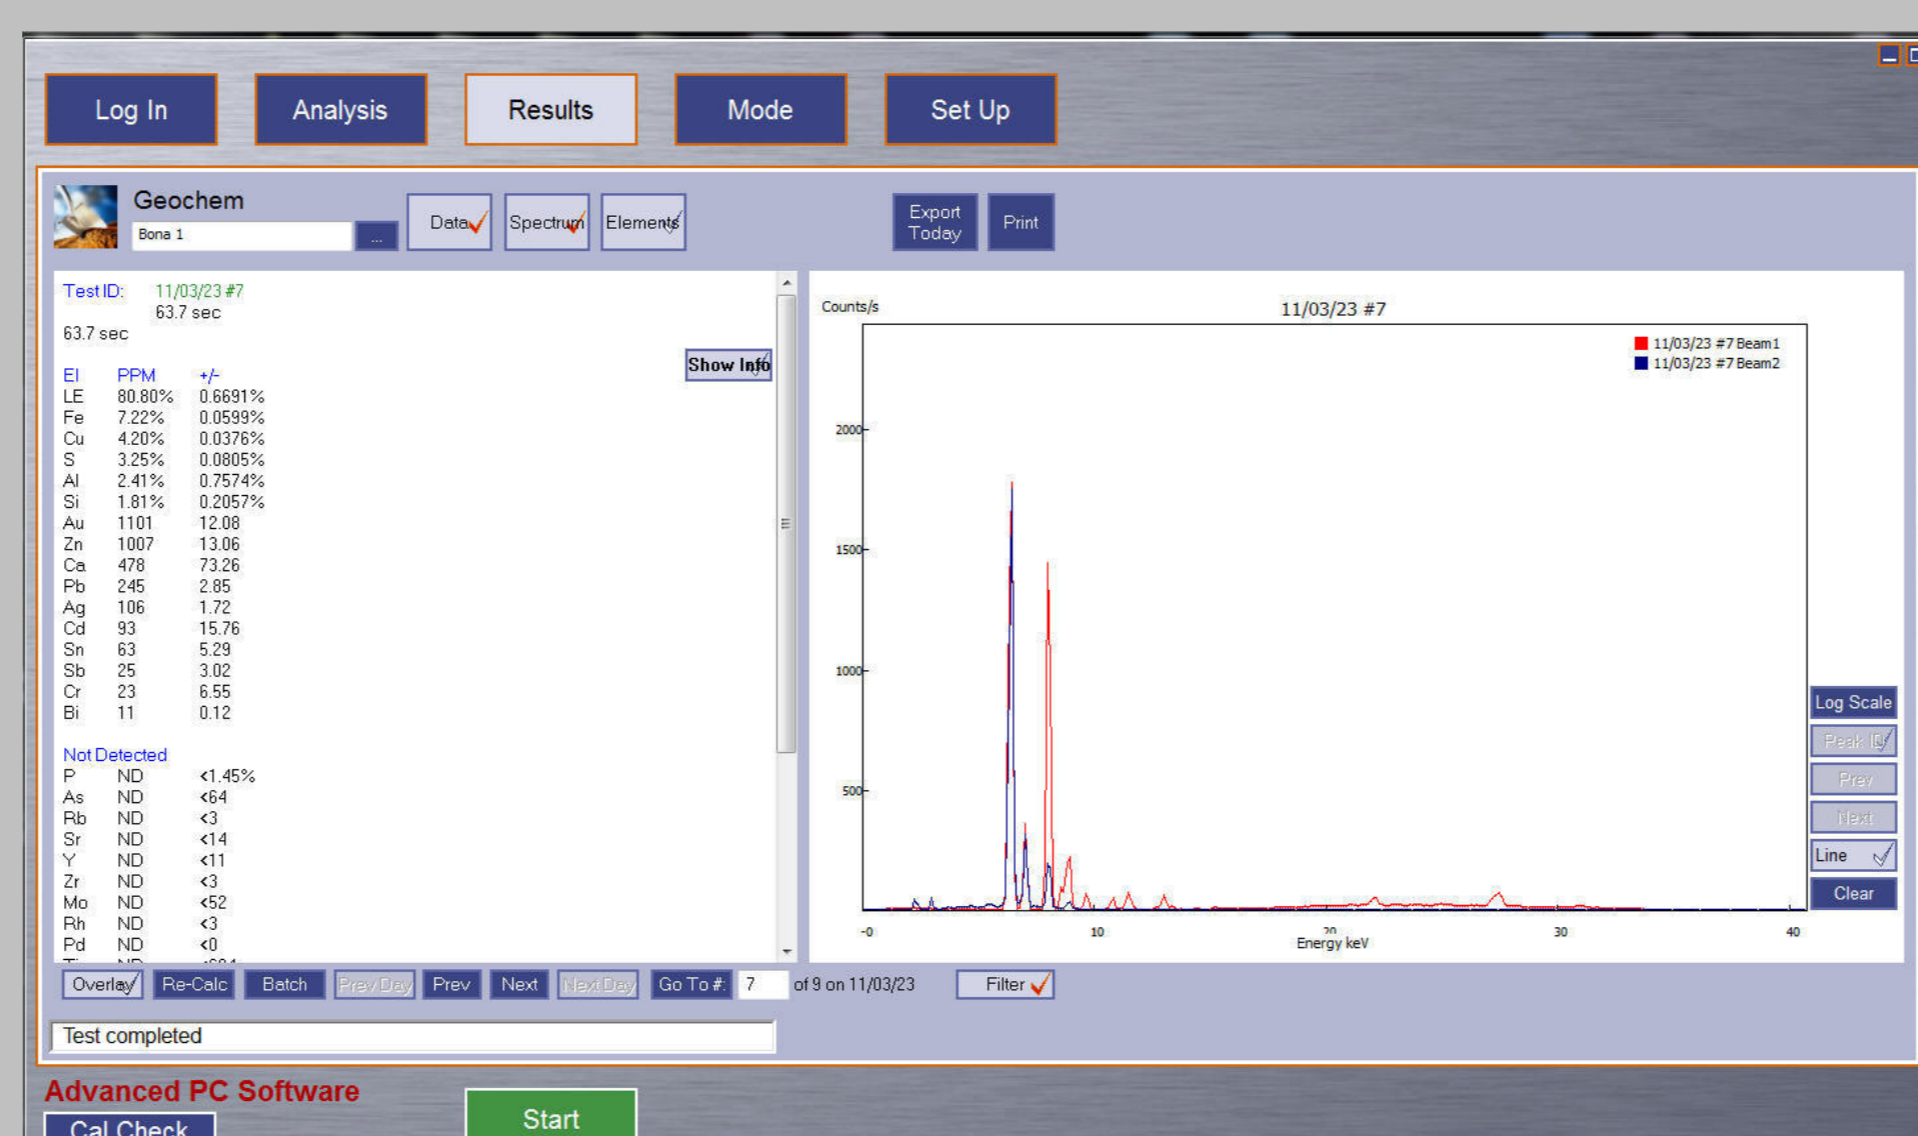 Log In
Analysis
Results
Mode
Set Up
Geochem
Bona 1
...
Data
Spectrum
Elements
Export Today
Print
Test ID: 11/03/23 #7
63.7 sec
63.7 sec
Show Info
El PPM +/-
LE 80.80% 0.6691%
Fe 7.22% 0.0599%
Cu 4.20% 0.0376%
S 3.25% 0.0805%
Al 2.41% 0.7574%
Si 1.81% 0.2057%
Au 1101 12.08
Zn 1007 13.06
Ca 478 73.26
Pb 245 2.85
Ag 106 1.72
Cd 93 15.76
Sn 63 5.29
Sb 25 3.02
Cr 23 6.55
Bi 11 0.12
Not Detected
P ND <1.45%
As ND <64
Rb ND <3
Sr ND <14
Y ND <11
Zr ND <3
Mo ND <52
Rh ND <3
Pd ND <0
Counts/s
11/03/23 #7
11/03/23 #7 Beam1
11/03/23 #7 Beam2
2000
1500
1000
500
-0 10 20 30 40
Energy keV
Log Scale
Peak ID
Prev
Next
Line
Clear
Overlay
Re-Calc
Batch
Prev Day
Prev
Next
Next Day
Go To #:
7
of 9 on 11/03/23
Filter
Test completed
Advanced PC Software
Cal Check
Start